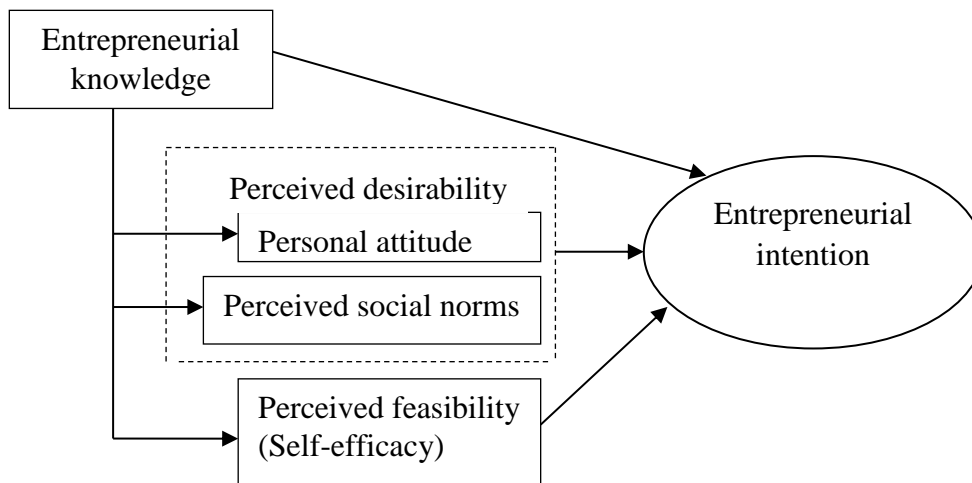 Entrepreneurial
knowledge
Perceived desirability
Personal attitude
Perceived social norms
Perceived feasibility
(Self-efficacy)
Entrepreneurial
intention